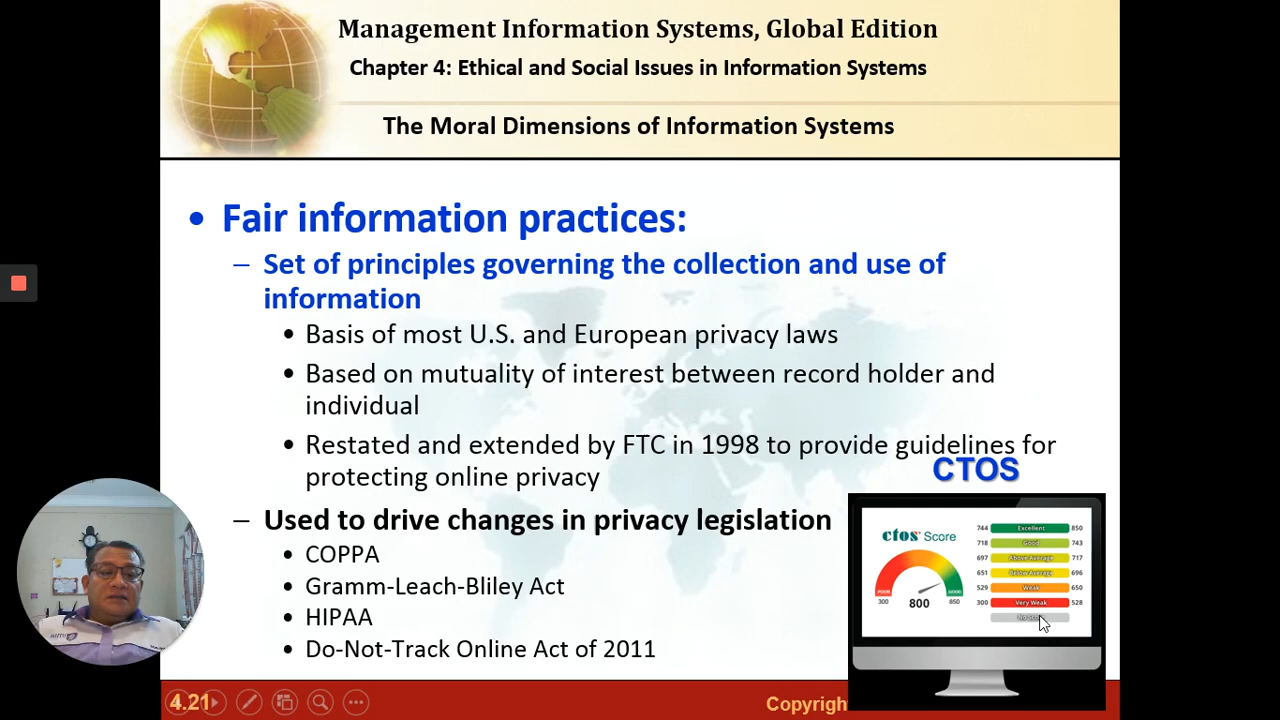 Management Information Systems, Global Edition
Chapter 4: Ethical and Social Issues in Information Systems
The Moral Dimensions of Information Systems
• Fair information practices:
– Set of principles governing the collection and use of
information
• Basis of most U.S. and European privacy laws
• Based on mutuality of interest between record holder and
individual
• Restated and extended by FTC in 1998 to provide guidelines for
protecting online privacy
CTOS
– Used to drive changes in privacy legislation
• COPPA
• Gramm-Leach-Bliley Act
• HIPAA
• Do-Not-Track Online Act of 2011
ctos Score
300 800 850
744 Excellent 850
718 Good 743
697 Above Average 717
651 Below Average 696
529 Weak 650
300 Very Weak 528
4.21
Copyrigh